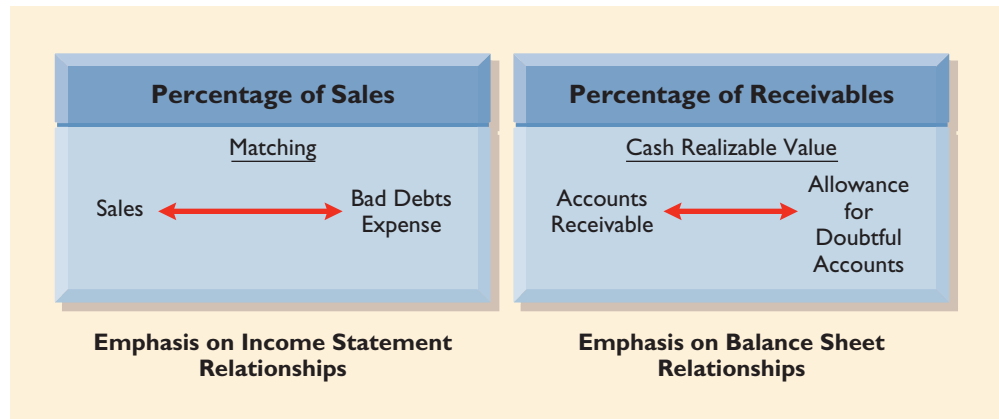 Percentage of Sales
Matching
Sales
Bad Debts
Expense
Emphasis on Income Statement
Relationships
Percentage of Receivables
Cash Realizable Value
Accounts
Receivable
Allowance
for
Doubtful
Accounts
Emphasis on Balance Sheet
Relationships